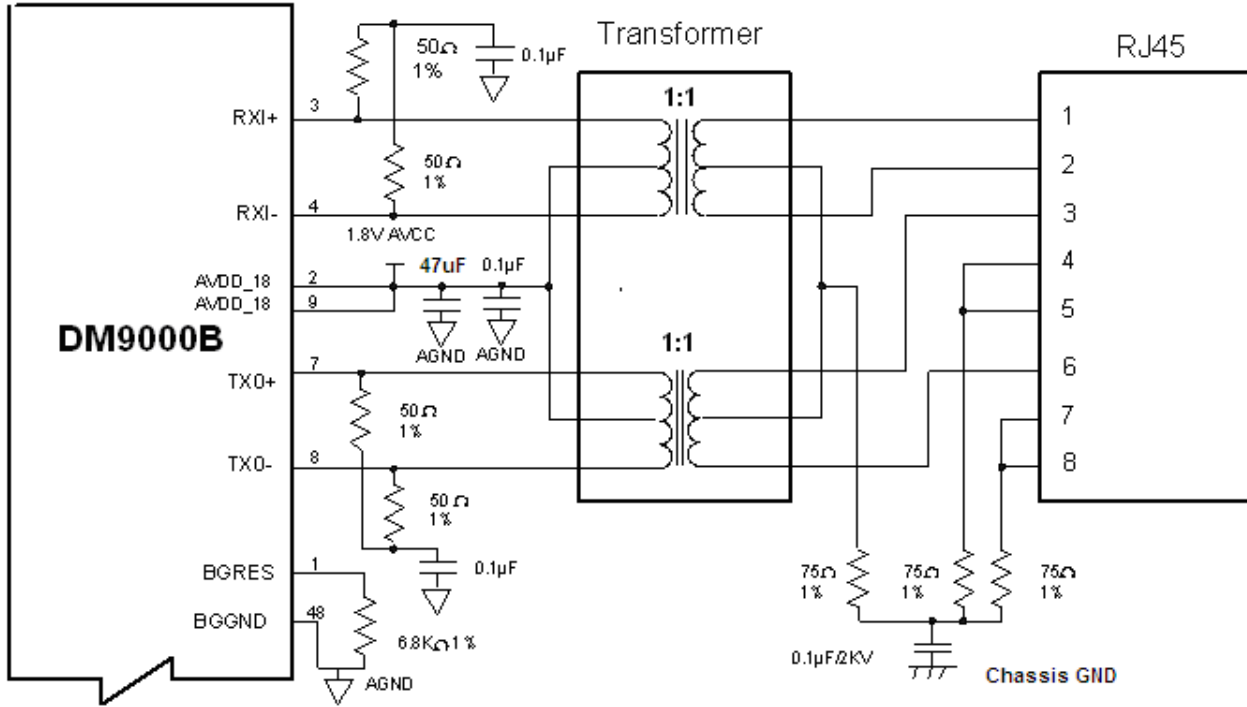 Transformer
RJ45
50Ω
1%
0.1µF
1:1
RXI+
3
1
50Ω
1%
2
RXI-
4
3
1.8V AVCC
47uF
0.1µF
4
AVDD_18
2
AVDD_18
9
5
DM9000B
AGND
AGND
1:1
TX0+
7
6
50Ω
1%
7
TX0-
8
8
50Ω
1%
BGRES
1
0.1µF
75Ω
1%
75Ω
1%
75Ω
1%
BGGND
48
6.8KΩ1%
0.1µF/2KV
AGND
Chassis GND